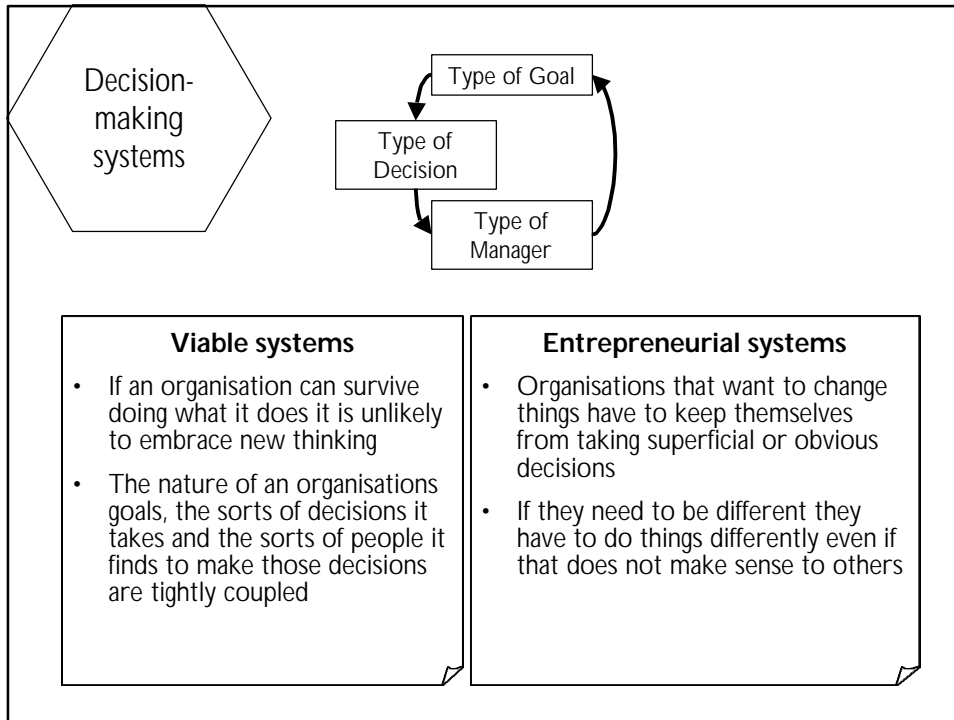 Decision-
making
systems
Type of Goal
Type of
Decision
Type of
Manager
Viable systems
• If an organisation can survive
doing what it does it is unlikely
to embrace new thinking
• The nature of an organisations
goals, the sorts of decisions it
takes and the sorts of people it
finds to make those decisions
are tightly coupled
Entrepreneurial systems
• Organisations that want to change
things have to keep themselves
from taking superficial or obvious
decisions
• If they need to be different they
have to do things differently even if
that does not make sense to others